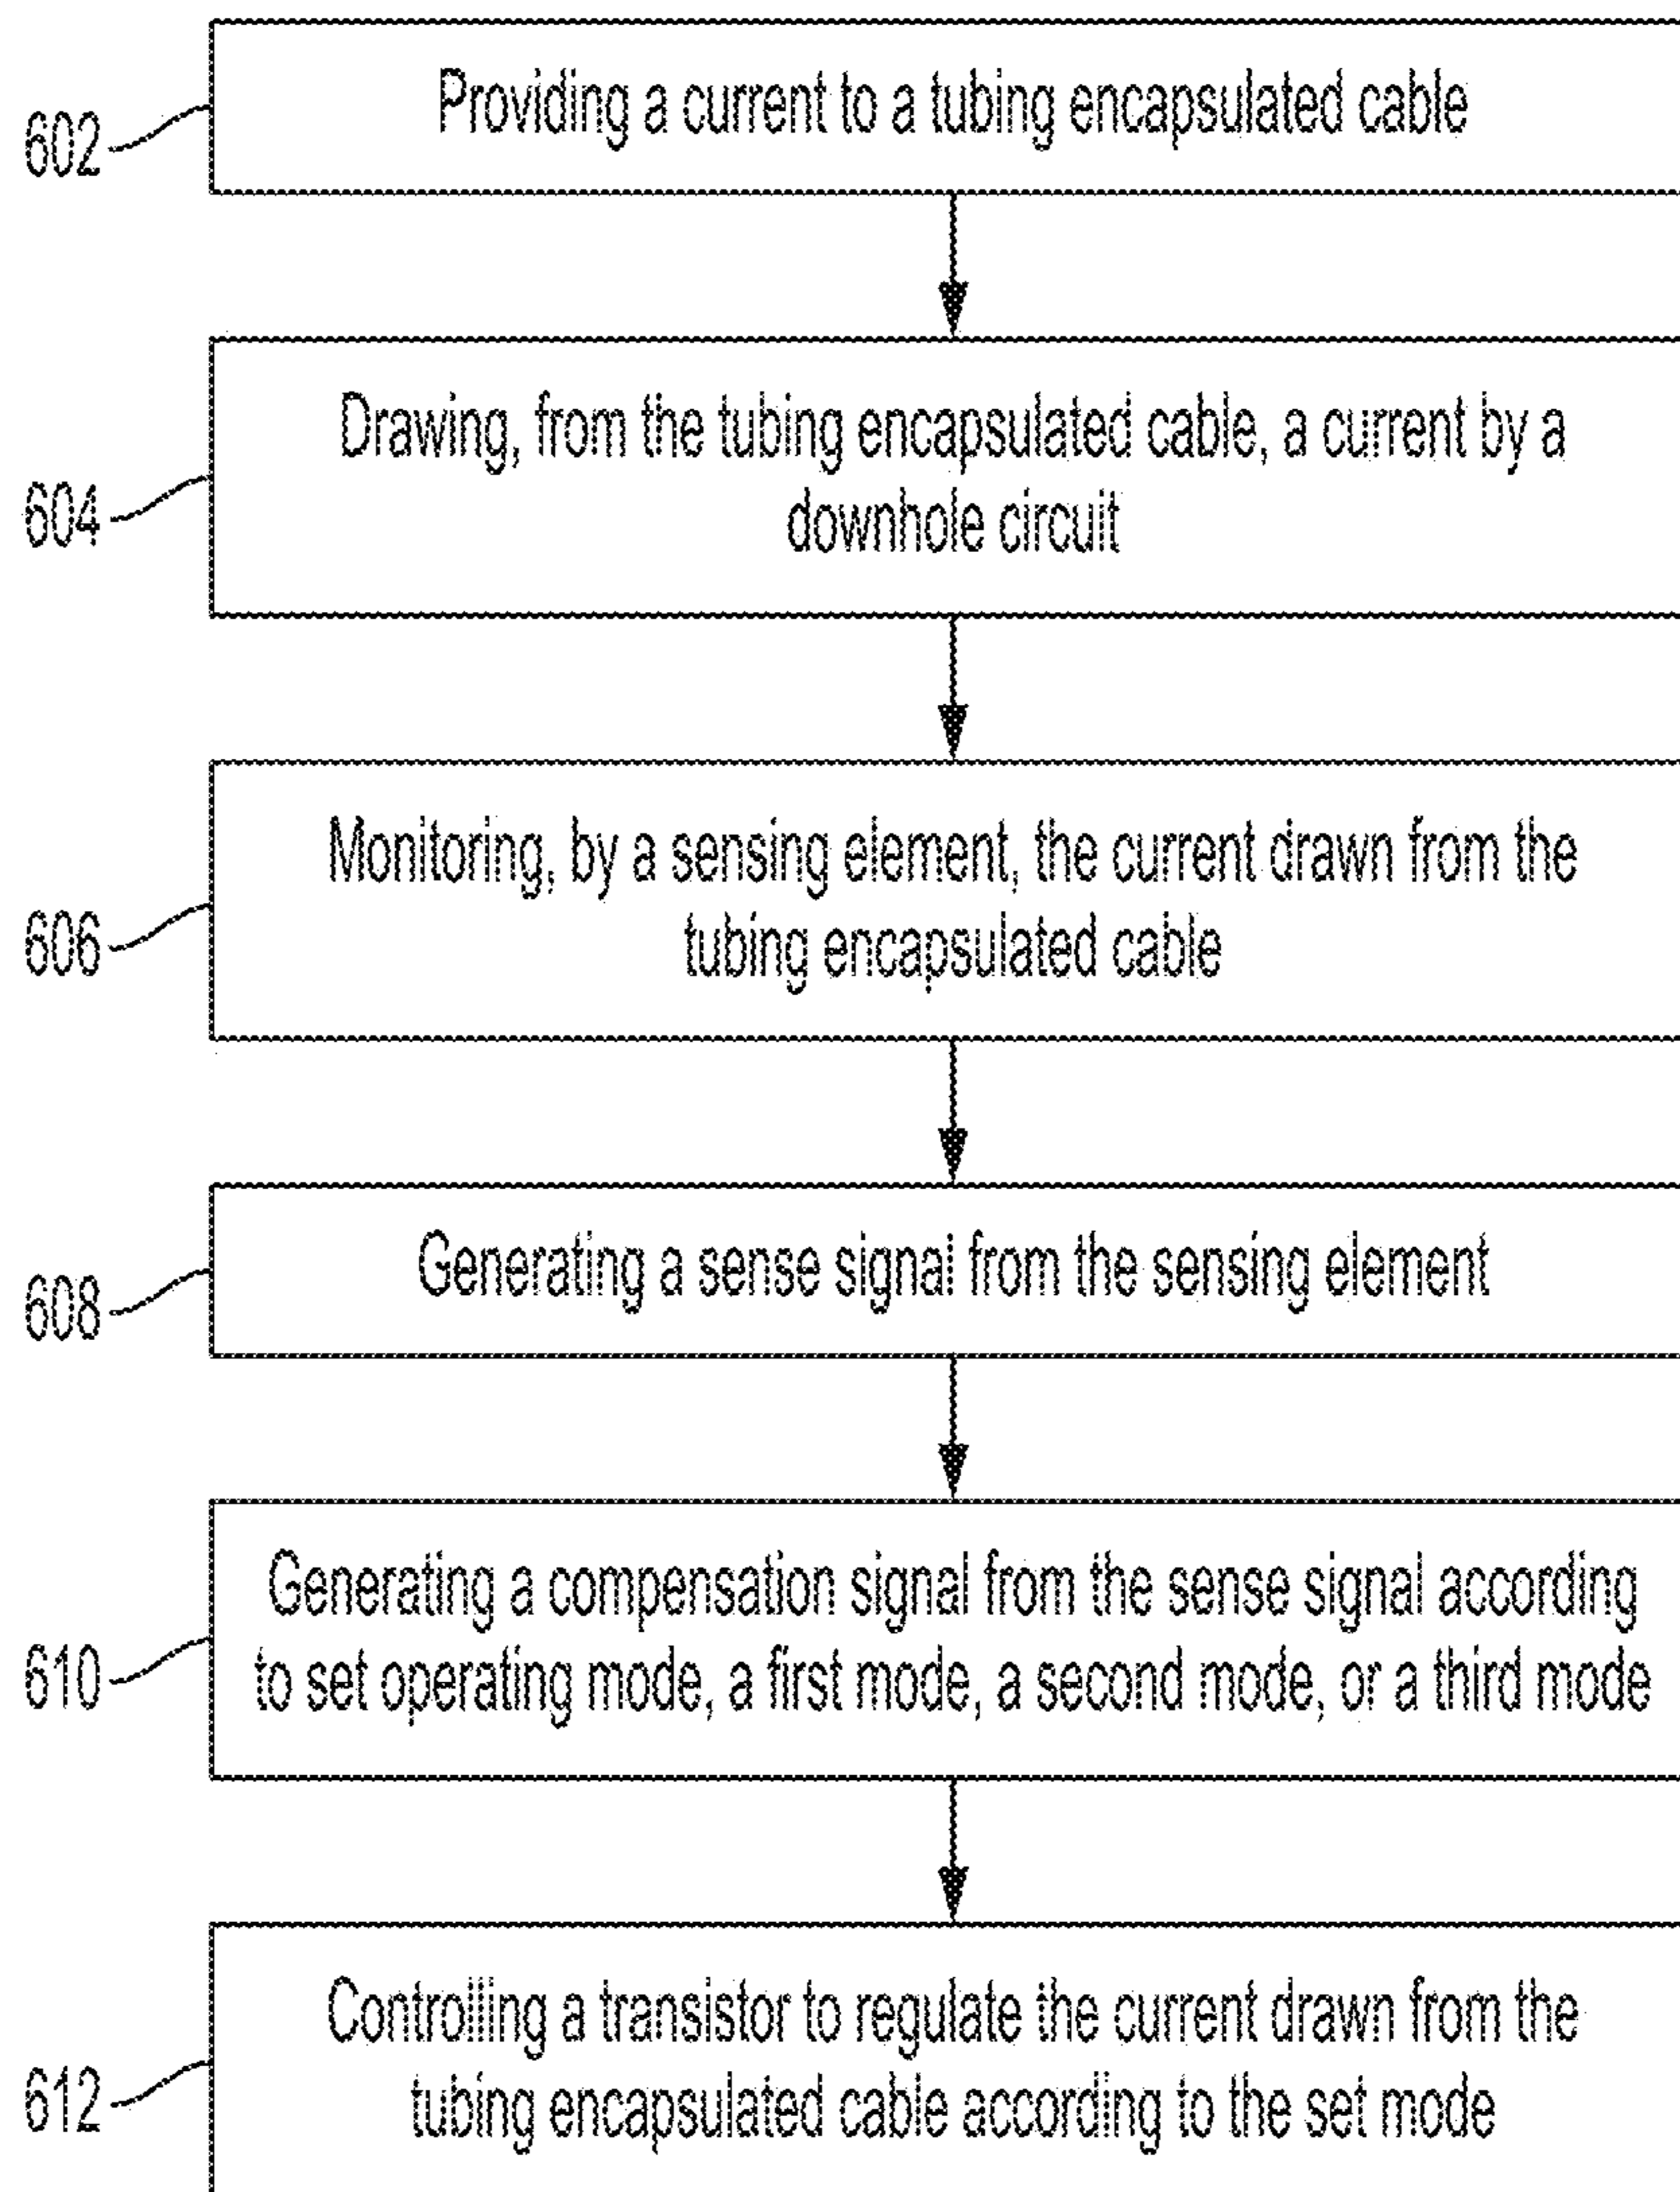 602
Providing a current to a tubing encapsulated cable
604
Drawing, from the tubing encapsulated cable, a current by a
downhole circuit
606
Monitoring, by a sensing element, the current drawn from the
tubing encapsulated cable
608
Generating a sense signal from the sensing element
610
Generating a compensation signal from the sense signal according
to set operating mode, a first mode, a second mode, or a third mode
612
Controlling a transistor to regulate the current drawn from the
tubing encapsulated cable according to the set mode